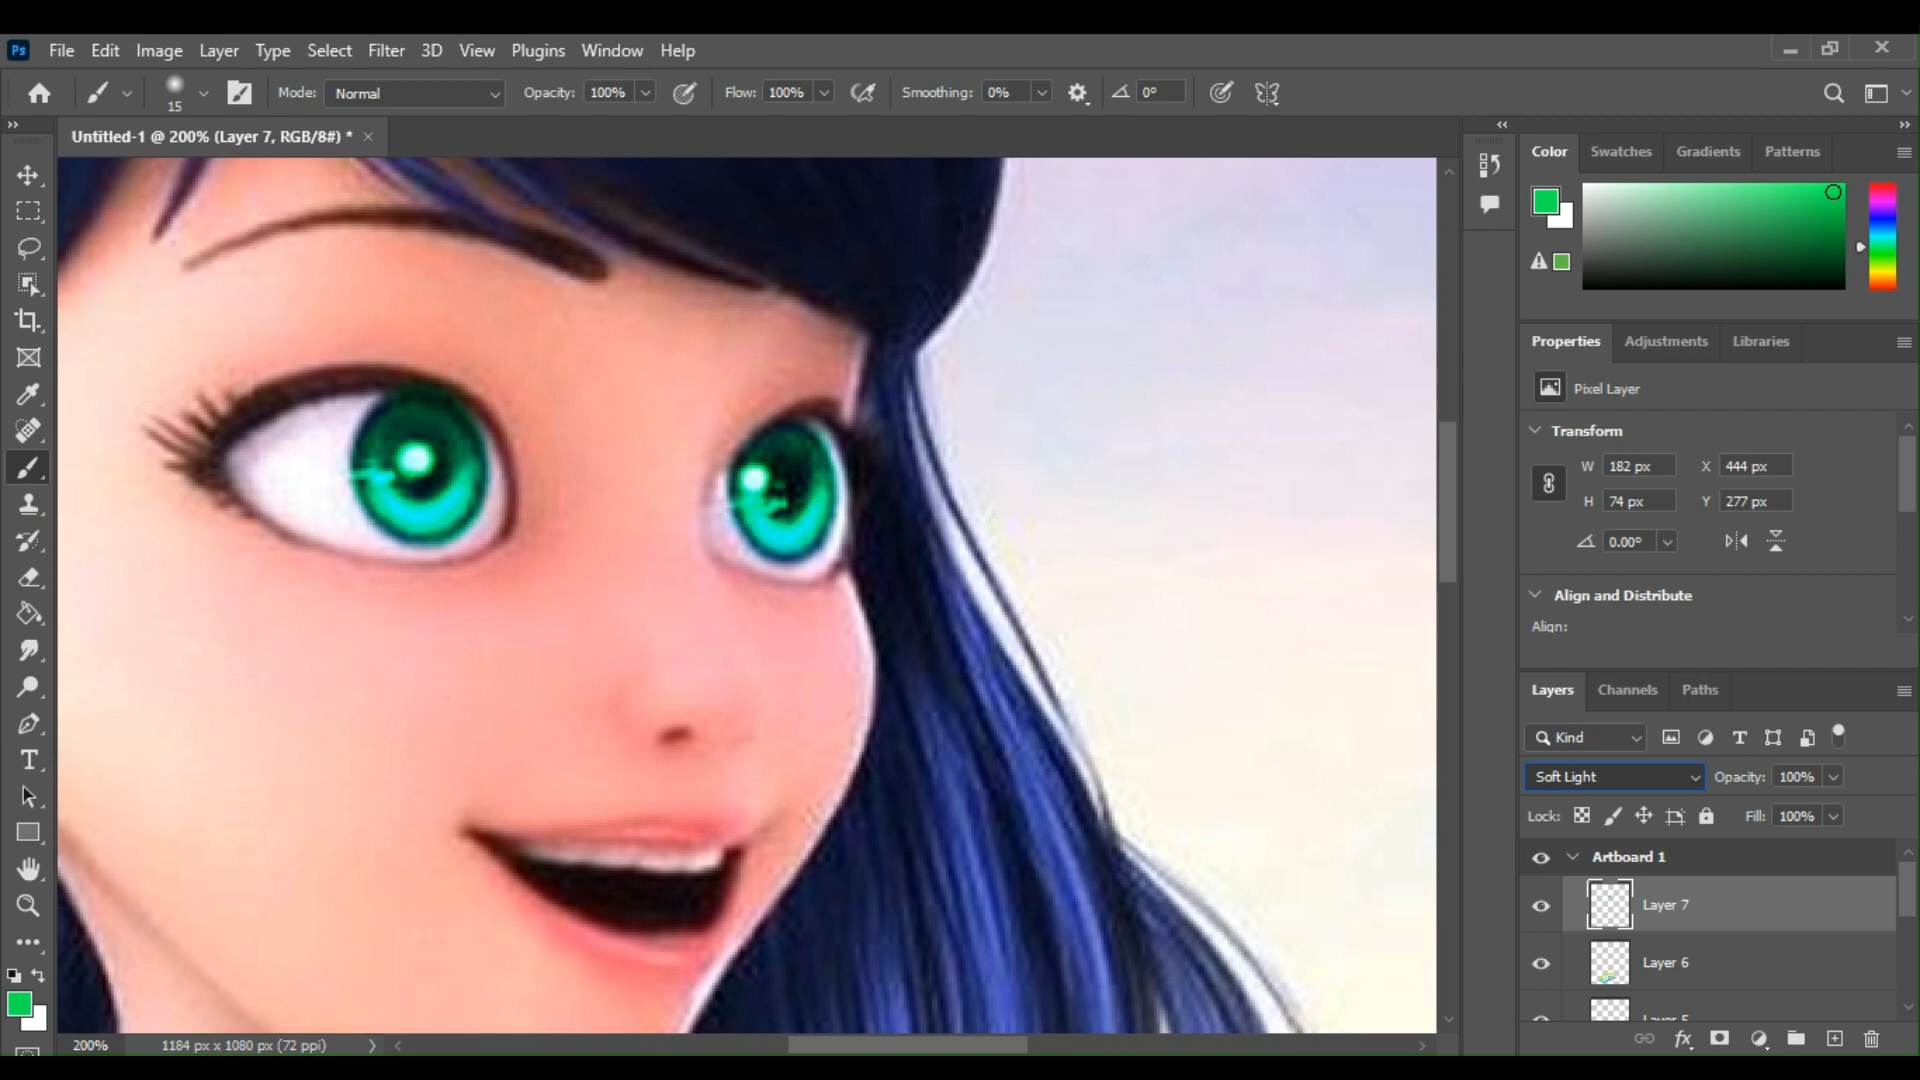 Ps File Edit Image Layer Type Select Filter 3D View Plugins Window Help
15 Mode: Normal Opacity: 100% Flow: 100% Smoothing: 0% 0°
Untitled-1 @ 200% (Layer 7, RGB/8#) *
Color Swatches Gradients Patterns
Properties Adjustments Libraries
Pixel Layer
Transform
W 182 px X 444 px
H 74 px Y 277 px
0.00°
Align and Distribute
Align:
Layers Channels Paths
Kind
Soft Light Opacity: 100%
Lock: Fill: 100%
Artboard 1
Layer 7
Layer 6
Layer 5
fx
200% 1184 px x 1080 px (72 ppi)